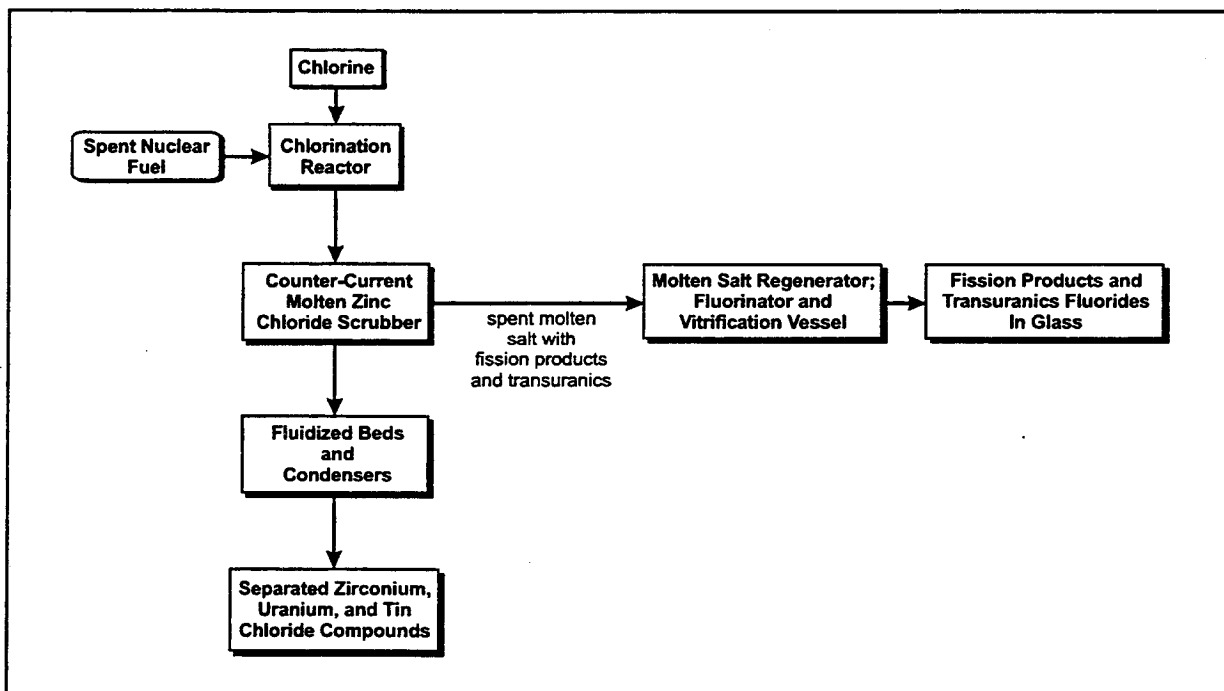 Chlorine
Spent Nuclear
Fuel
Chlorination
Reactor
Counter-Current
Molten Zinc
Chloride Scrubber
spent molten
salt with
fission products
and transuranics
Molten Salt Regenerator;
Fluorinator and
Vitrification Vessel
Fission Products and
Transuranics Fluorides
In Glass
Fluidized Beds
and
Condensers
Separated Zirconium,
Uranium, and Tin
Chloride Compounds